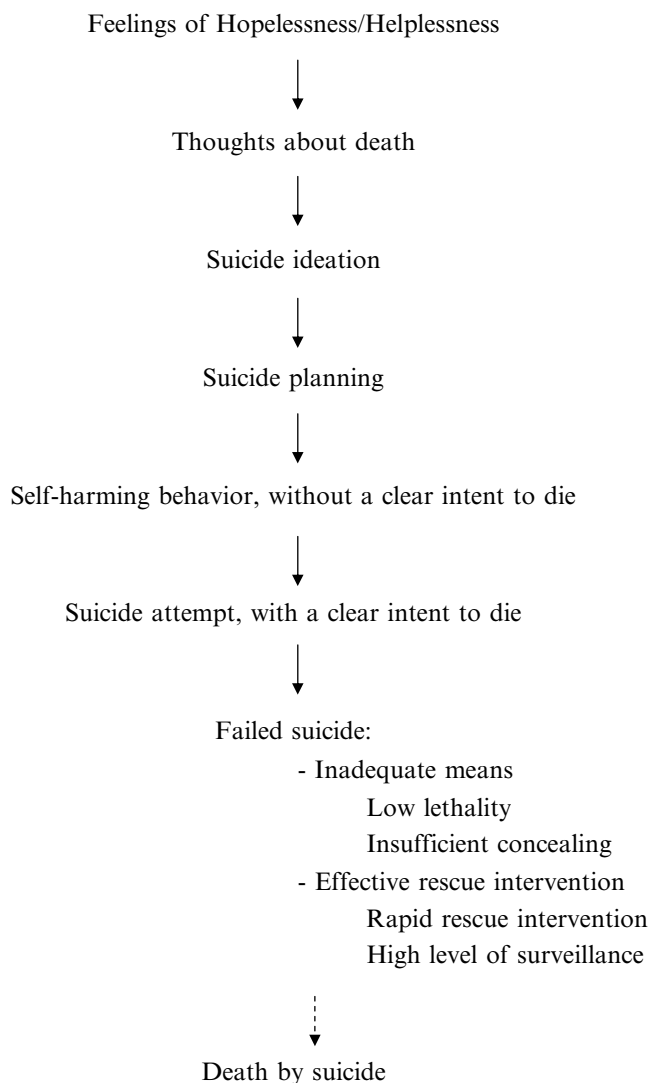 Feelings of Hopelessness/Helplessness
Thoughts about death
Suicide ideation
Suicide planning
Self-harming behavior, without a clear intent to die
Suicide attempt, with a clear intent to die
Failed suicide:
- Inadequate means
Low lethality
Insufficient concealing
- Effective rescue intervention
Rapid rescue intervention
High level of surveillance
Death by suicide